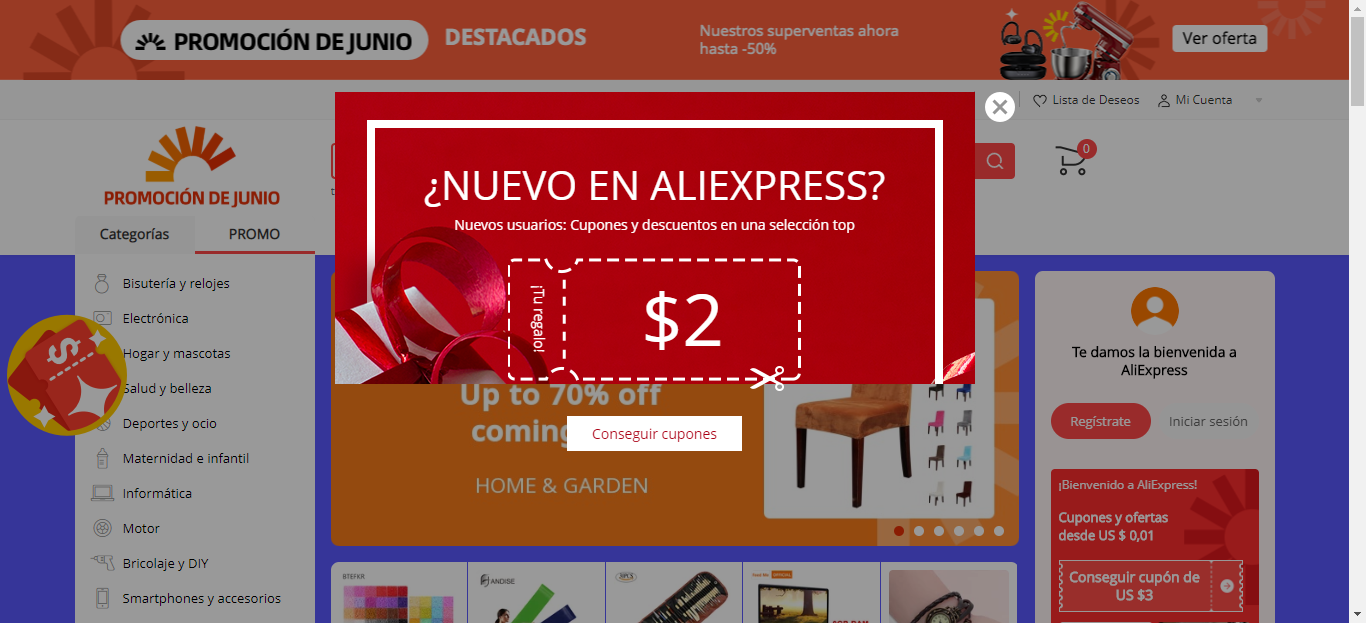 PROMOCIÓN DE JUNIO
DESTACADOS
Nuestros superventas ahora
hasta -50%
Ver oferta
Lista de Deseos
Mi Cuenta
PROMOCIÓN DE JUNIO
0
Categorías
PROMO
¿NUEVO EN ALIEXPRESS?
Nuevos usuarios: Cupones y descuentos en una selección top
¡Tu regalo!
$2
Conseguir cupones
Bisutería y relojes
Electrónica
Hogar y mascotas
Salud y belleza
Deportes y ocio
Maternidad e infantil
Informática
Motor
Bricolaje y DIY
Smartphones y accesorios
$
Up to 70% off
coming
HOME & GARDEN
Te damos la bienvenida a
AliExpress
Regístrate
Iniciar sesión
¡Bienvenido a AliExpress!
Cupones y ofertas
desde US $ 0,01
Conseguir cupón de
US $3
BTEFKR
ANDISE